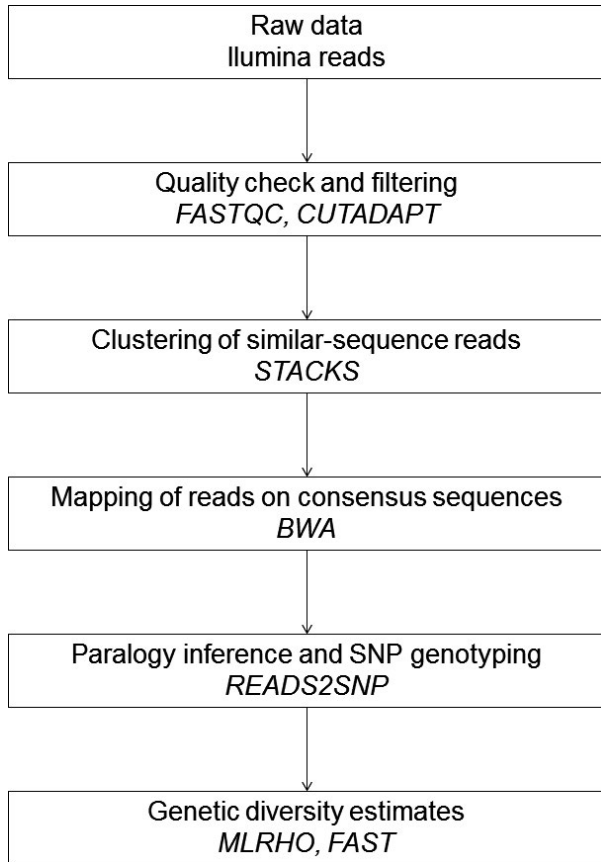 Raw data
Ilumina reads
Quality check and filtering
FASTQC, CUTADAPT
Clustering of similar-sequence reads
STACKS
Mapping of reads on consensus sequences
BWA
Paralogy inference and SNP genotyping
READS2SNP
Genetic diversity estimates
MLRHO, FAST